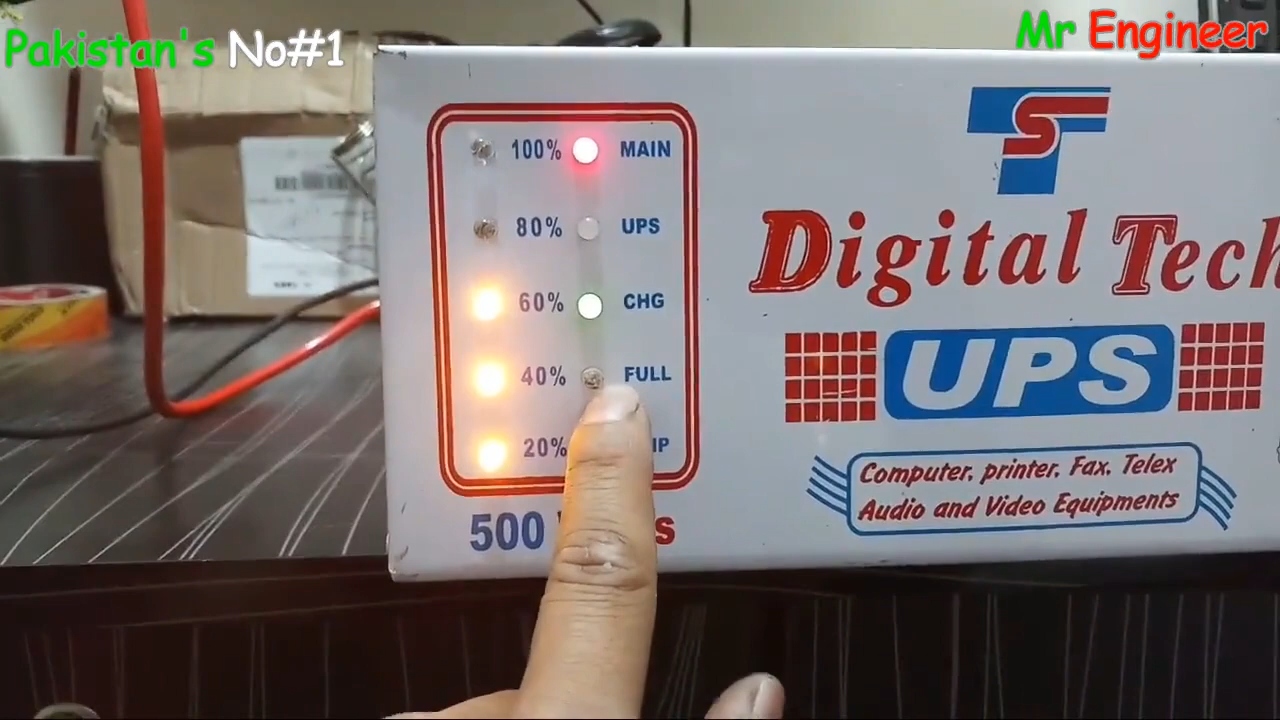 Pakistan's No#1
Mr Engineer
100% MAIN
80% UPS
60% CHG
40% FULL
20%
500
TS
Digital Tech
UPS
Computer, printer, Fax, Telex
Audio and Video Equipments